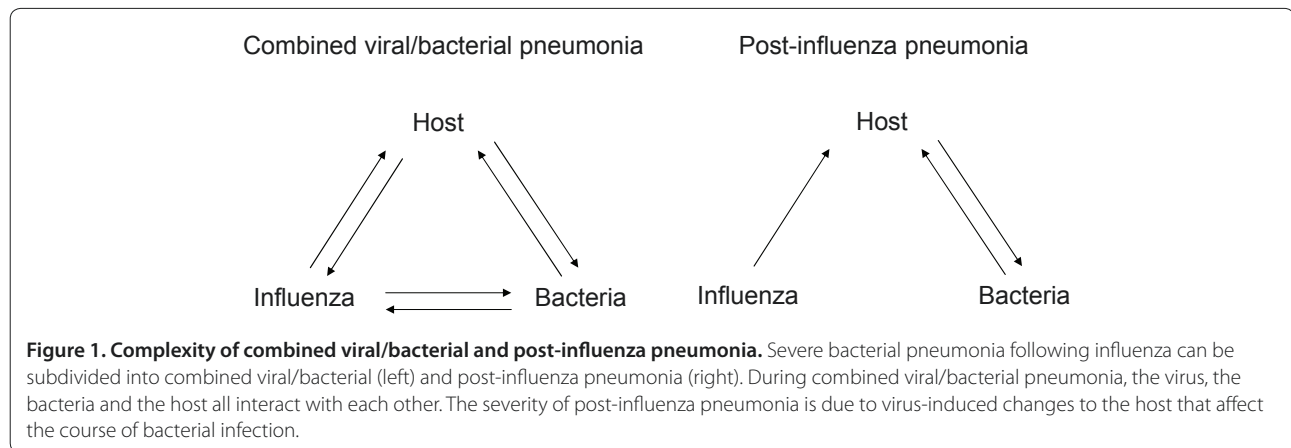 Combined viral/bacterial pneumonia
Post-influenza pneumonia
Host
Host
Influenza
Bacteria
Influenza
Bacteria
Figure 1. Complexity of combined viral/bacterial and post-influenza pneumonia. Severe bacterial pneumonia following influenza can be
subdivided into combined viral/bacterial (left) and post-influenza pneumonia (right). During combined viral/bacterial pneumonia, the virus, the
bacteria and the host all interact with each other. The severity of post-influenza pneumonia is due to virus-induced changes to the host that affect
the course of bacterial infection.